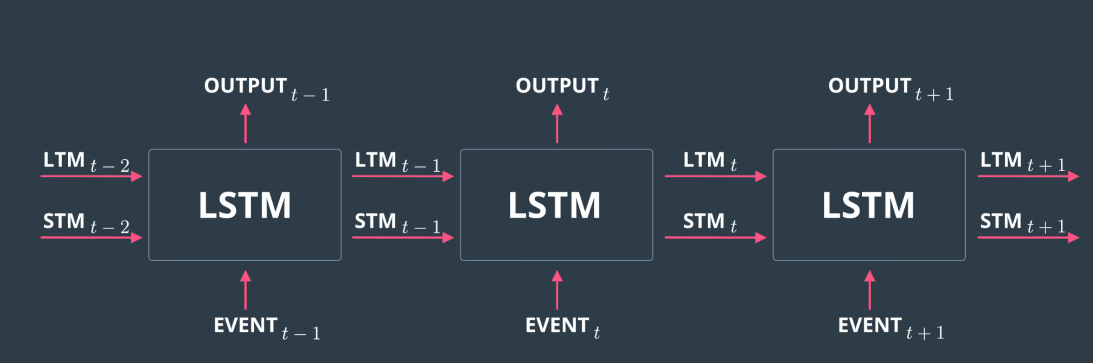 OUTPUT t − 1 OUTPUT t OUTPUT t + 1
LTM t − 2 LTM t − 1 LTM t LTM t + 1
LSTM LSTM LSTM
STM t − 2 STM t − 1 STM t STM t + 1
EVENT t − 1 EVENT t EVENT t + 1